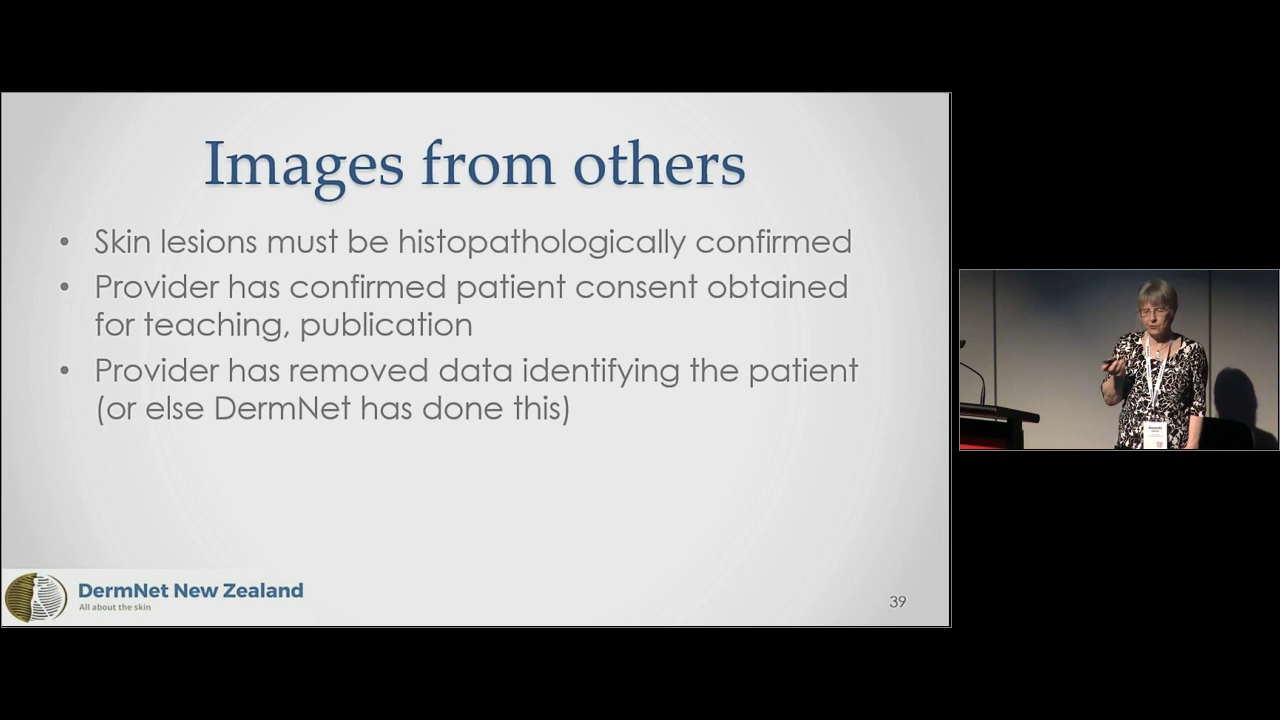 Images from others
• Skin lesions must be histopathologically confirmed
• Provider has confirmed patient consent obtained
for teaching, publication
• Provider has removed data identifying the patient
(or else DermNet has done this)
DermNet New Zealand
All about the skin
39